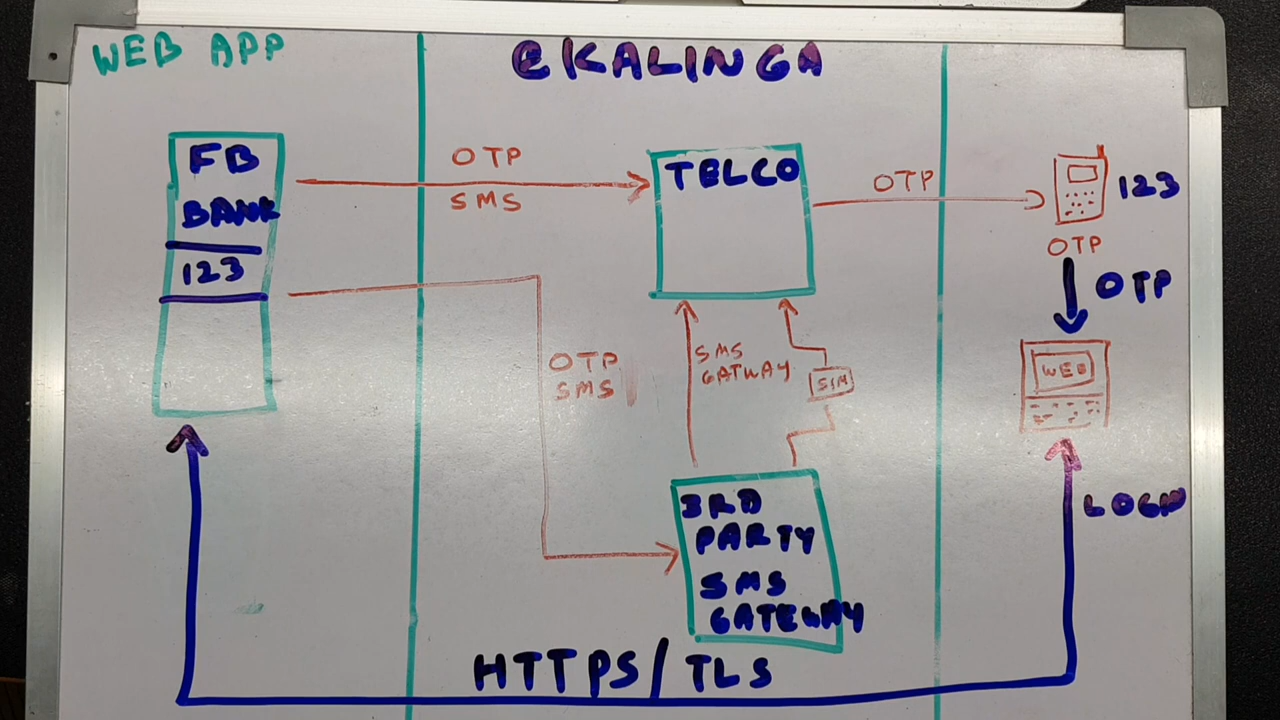 WEB APP
@KALINGA
FB
BANK
123
OTP
SMS
TELCO
OTP
123
OTP
OTP
OTP
SMS
SMS
GATWAY
SIM
WEB
3RD
PARTY
SMS
GATEWAY
LOGIN
HTTPS/TLS